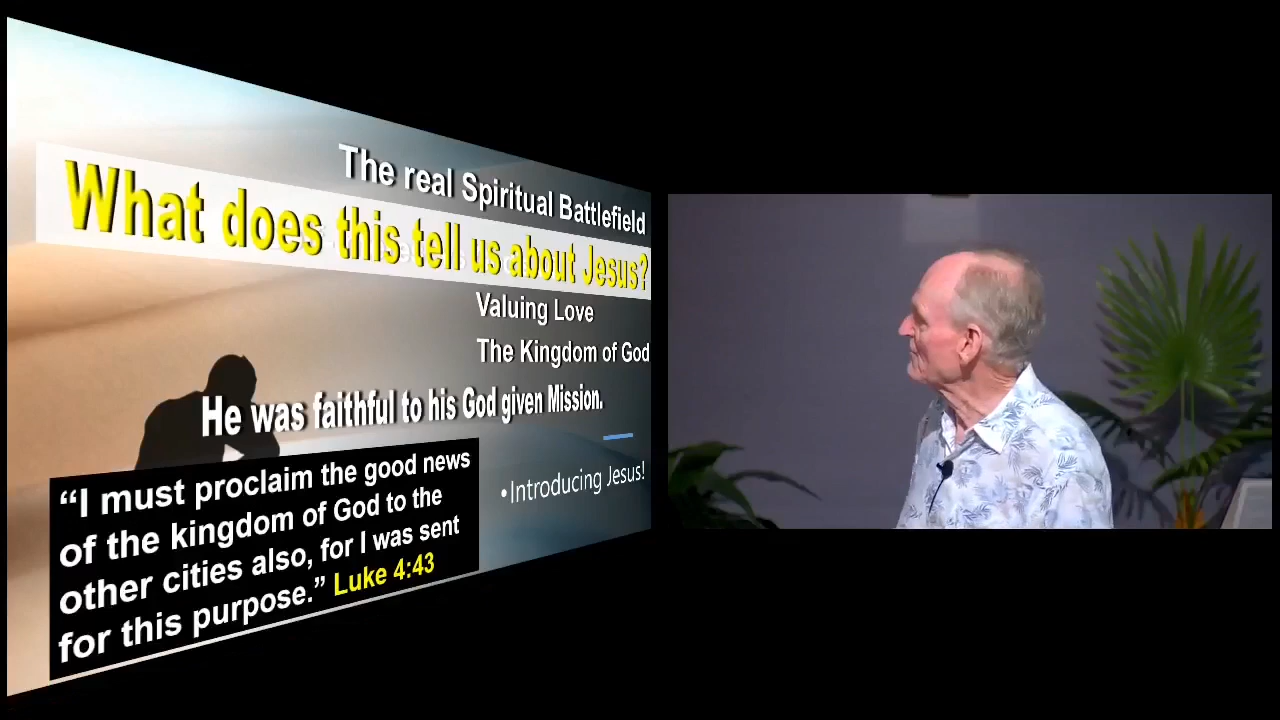 The real Spiritual Battlefield
What does this tell us about Jesus?
Valuing Love
The Kingdom of God
He was faithful to his God given Mission.
•Introducing Jesus!
“I must proclaim the good news
of the kingdom of God to the
other cities also, for I was sent
for this purpose.” Luke 4:43